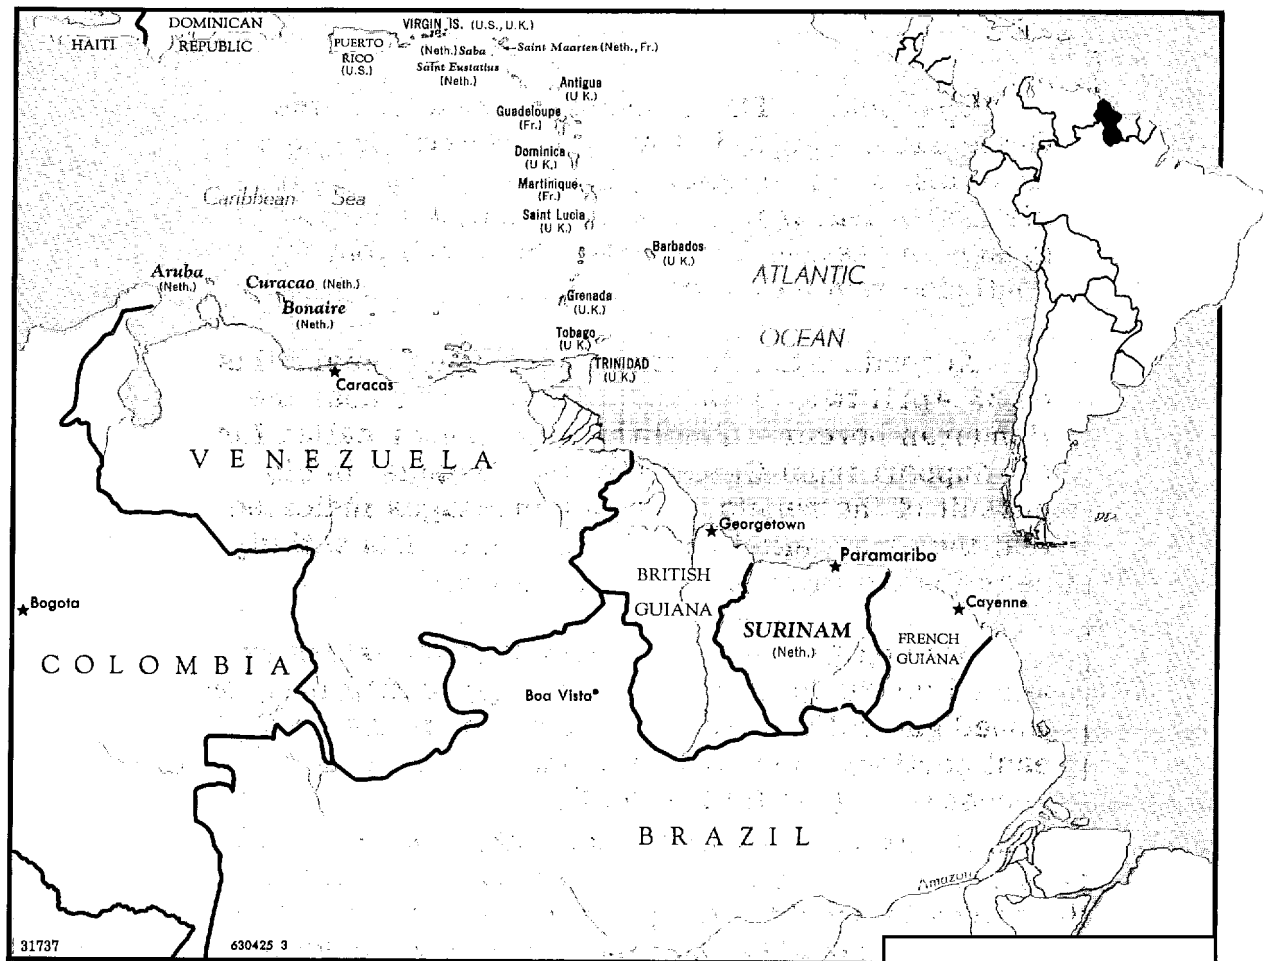 HAITI
DOMINICAN
REPUBLIC
PUERTO
RICO
(U.S.)
VIRGIN IS. (U.S., U.K.)
(Neth.) Saba
Saint Maarten (Neth., Fr.)
Saint Eustatius
(Neth.)
Antigua
(U K.)
Guadeloupe
(Fr.)
Dominica
(U K.)
Martinique
(Fr.)
Saint Lucia
(U K.)
Barbados
(U K.)
Grenada
(U.K.)
Tobago
(U K.)
TRINIDAD
(U K.)
Caribbean Sea
ATLANTIC
OCEAN
Aruba
(Neth.)
Curacao (Neth.)
Bonaire
(Neth.)
Caracas
VENEZUELA
Georgetown
Paramaribo
Cayenne
BRITISH
GUIANA
SURINAM
(Neth.)
FRENCH
GUIANA
Bogota
COLOMBIA
Boa Vista
BRAZIL
Amazon
31737
630425 3